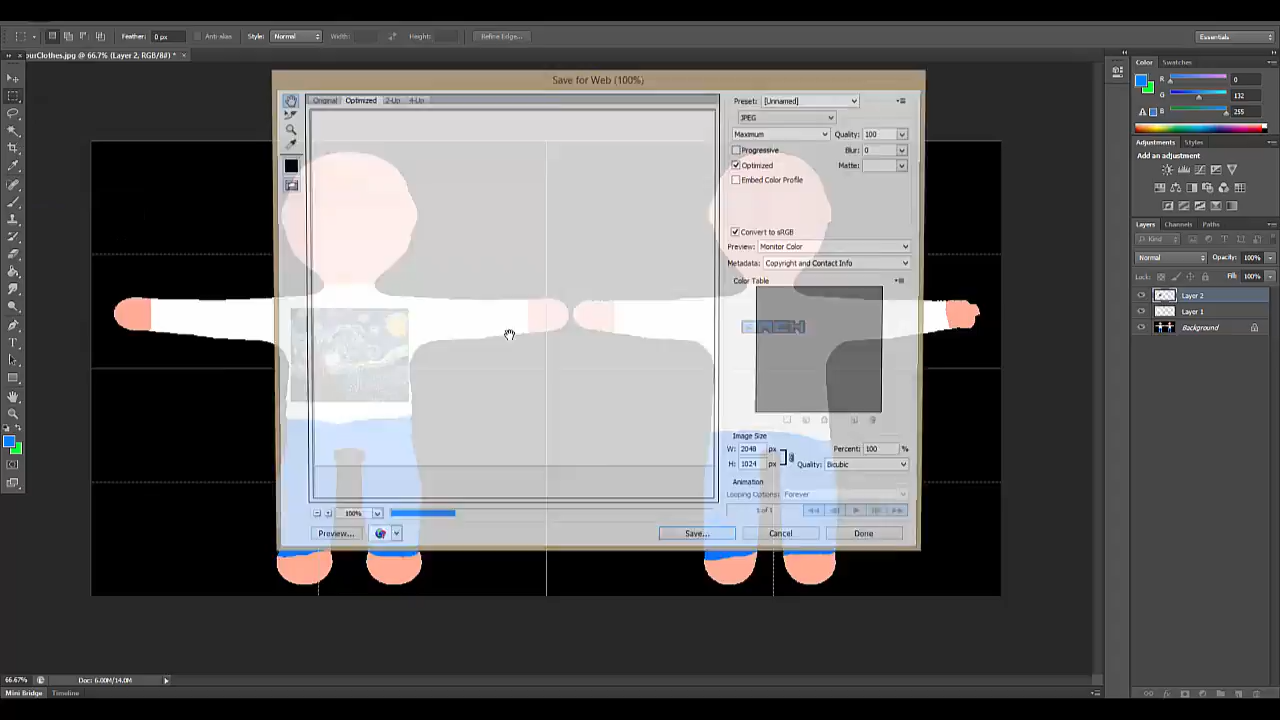 Feather: 0 px Anti-alias Style: Normal Width: Height: Refine Edge... Essentials
ourClothes.jpg @ 66.7% (Layer 2, RGB/8#) * ×
Save for Web (100%)
Original Optimized 2-Up 4-Up
Preset: [Unnamed]
JPEG
Maximum Quality: 100
Progressive Blur: 0
Optimized Matte:
Embed Color Profile
Convert to sRGB
Preview: Monitor Color
Metadata: Copyright and Contact Info
Color Table
Image Size
W: 2048 px Percent: 100 %
H: 1024 px Quality: Bicubic
Animation
Looping Options: Forever
1 of 1
100%
Preview... Save... Cancel Done
Color Swatches
R 0
G 132
B 255
Adjustments Styles
Add an adjustment
Layers Channels Paths
Kind
Normal Opacity: 100%
Lock: Fill: 100%
Layer 2
Layer 1
Background
66.67% Doc: 6.00M/14.0M
Mini Bridge Timeline